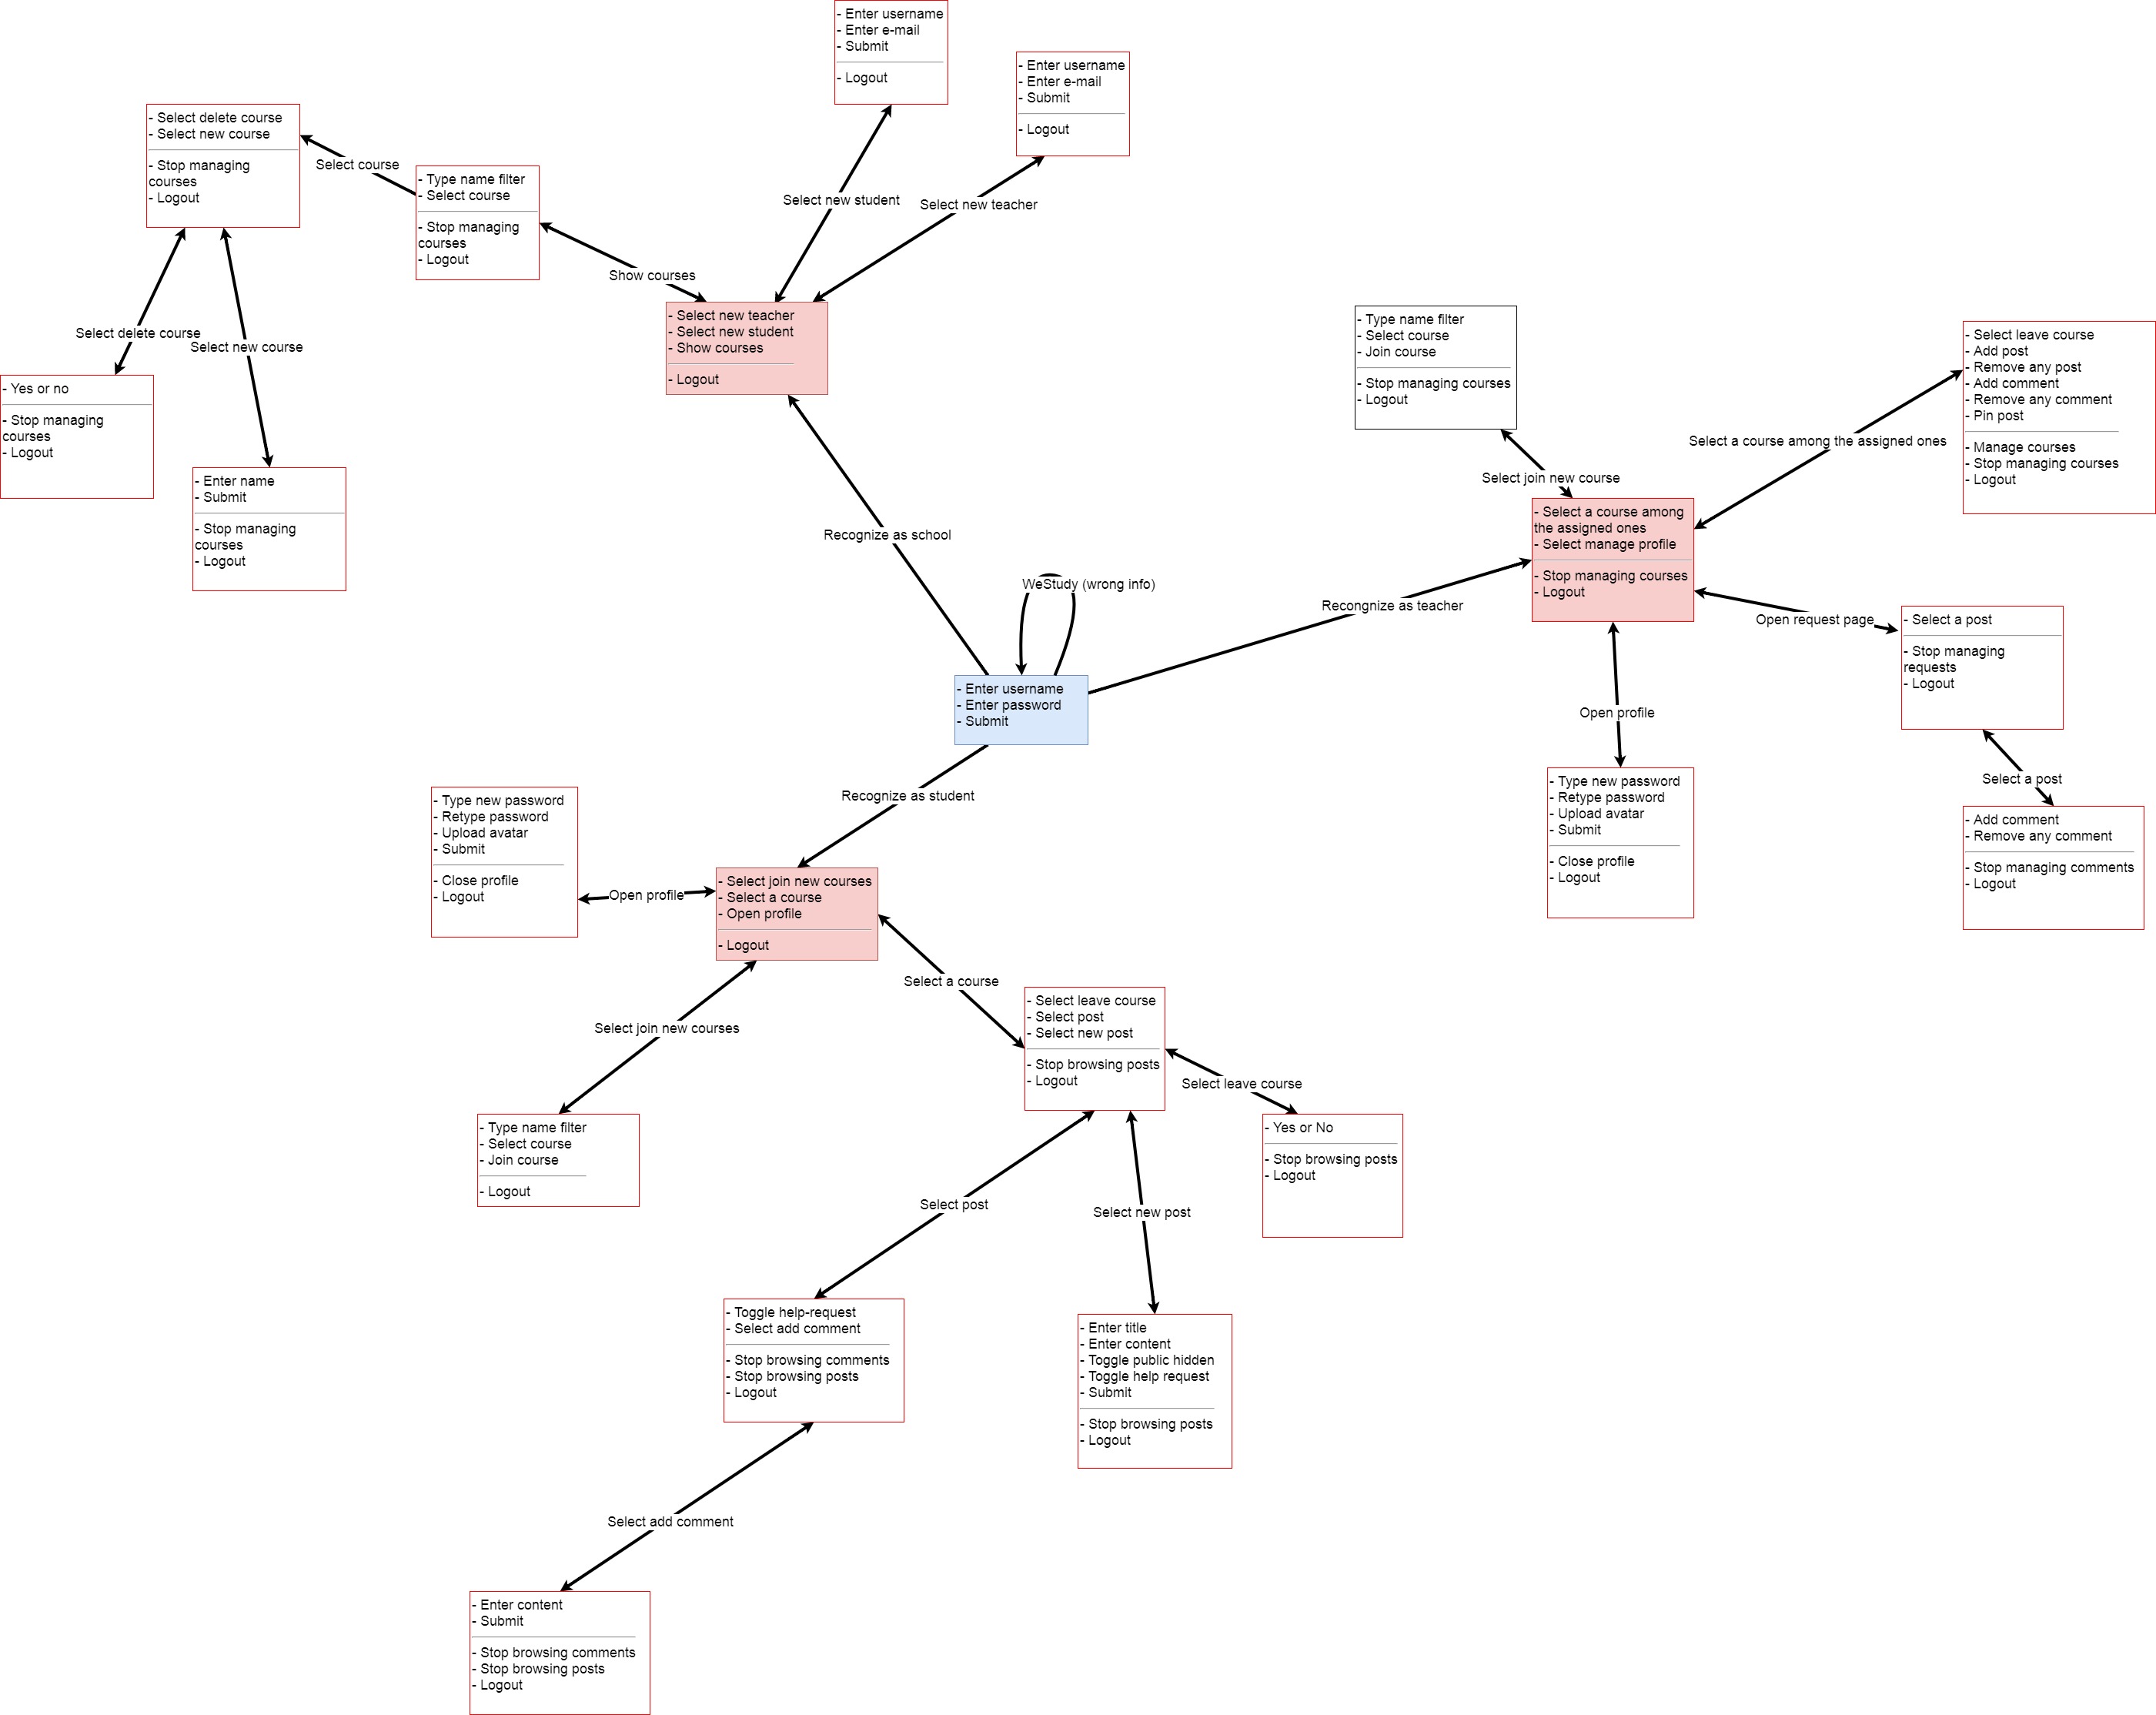 - Enter username
- Enter e-mail
- Submit
- Logout
- Enter username
- Enter e-mail
- Submit
- Logout
- Select delete course
- Select new course
- Stop managing
courses
- Logout
Select course
- Type name filter
- Select course
- Stop managing
courses
- Logout
Select new student
Select new teacher
Show courses
- Select new teacher
- Select new student
- Show courses
- Logout
Select delete course
Select new course
- Yes or no
- Stop managing
courses
- Logout
- Enter name
- Submit
- Stop managing
courses
- Logout
- Type name filter
- Select course
- Join course
- Stop managing courses
- Logout
- Select leave course
- Add post
- Remove any post
- Add comment
- Remove any comment
- Pin post
- Manage courses
- Stop managing courses
- Logout
Select a course among the assigned ones
Select join new course
- Select a course among
the assigned ones
- Select manage profile
- Stop managing courses
- Logout
Recognize as school
WeStudy (wrong info)
Recongnize as teacher
Open request page
- Select a post
- Stop managing
requests
- Logout
- Enter username
- Enter password
- Submit
Open profile
Select a post
- Type new password
- Retype password
- Upload avatar
- Submit
- Close profile
- Logout
- Add comment
- Remove any comment
- Stop managing comments
- Logout
Recognize as student
- Type new password
- Retype password
- Upload avatar
- Submit
- Close profile
- Logout
Open profile
- Select join new courses
- Select a course
- Open profile
- Logout
Select a course
Select join new courses
- Select leave course
- Select post
- Select new post
- Stop browsing posts
- Logout
Select leave course
- Type name filter
- Select course
- Join course
- Logout
- Yes or No
- Stop browsing posts
- Logout
Select post
Select new post
- Toggle help-request
- Select add comment
- Stop browsing comments
- Stop browsing posts
- Logout
- Enter title
- Enter content
- Toggle public hidden
- Toggle help request
- Submit
- Stop browsing posts
- Logout
Select add comment
- Enter content
- Submit
- Stop browsing comments
- Stop browsing posts
- Logout